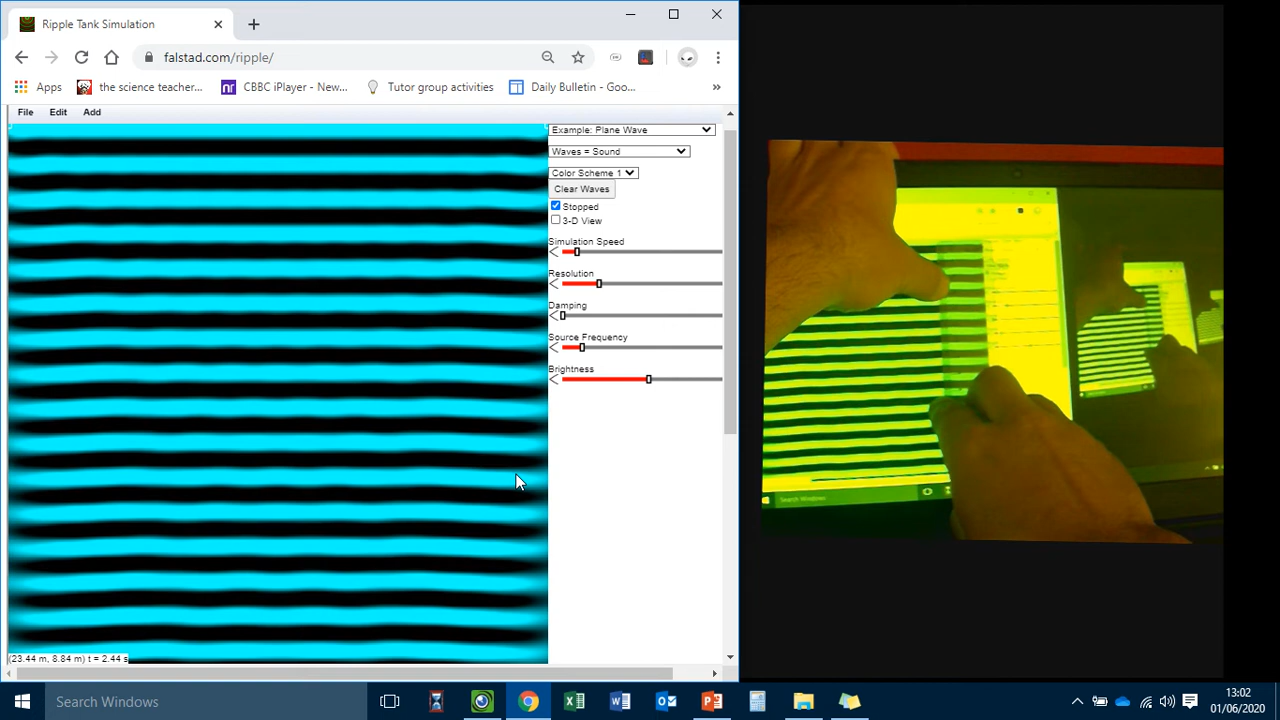 Ripple Tank Simulation
falstad.com/ripple/
Apps the science teacher... CBBC iPlayer - New... Tutor group activities Daily Bulletin - Goo... »
File Edit Add
Example: Plane Wave
Waves = Sound
Color Scheme 1
Clear Waves
Stopped
3-D View
Simulation Speed
Resolution
Damping
Source Frequency
Brightness
(23.44 m, 8.84 m) t = 2.44 s
Search Windows
Search Windows
13:02
01/06/2020